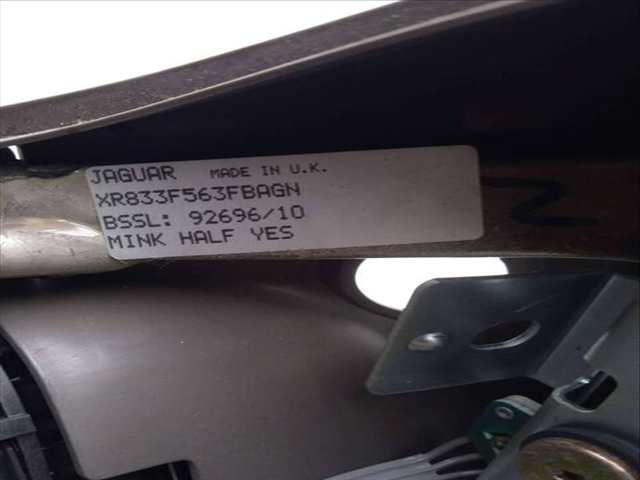 JAGUAR MADE IN U.K.
XR833F563FBAGN
BSSL: 92696/10
MINK HALF YES